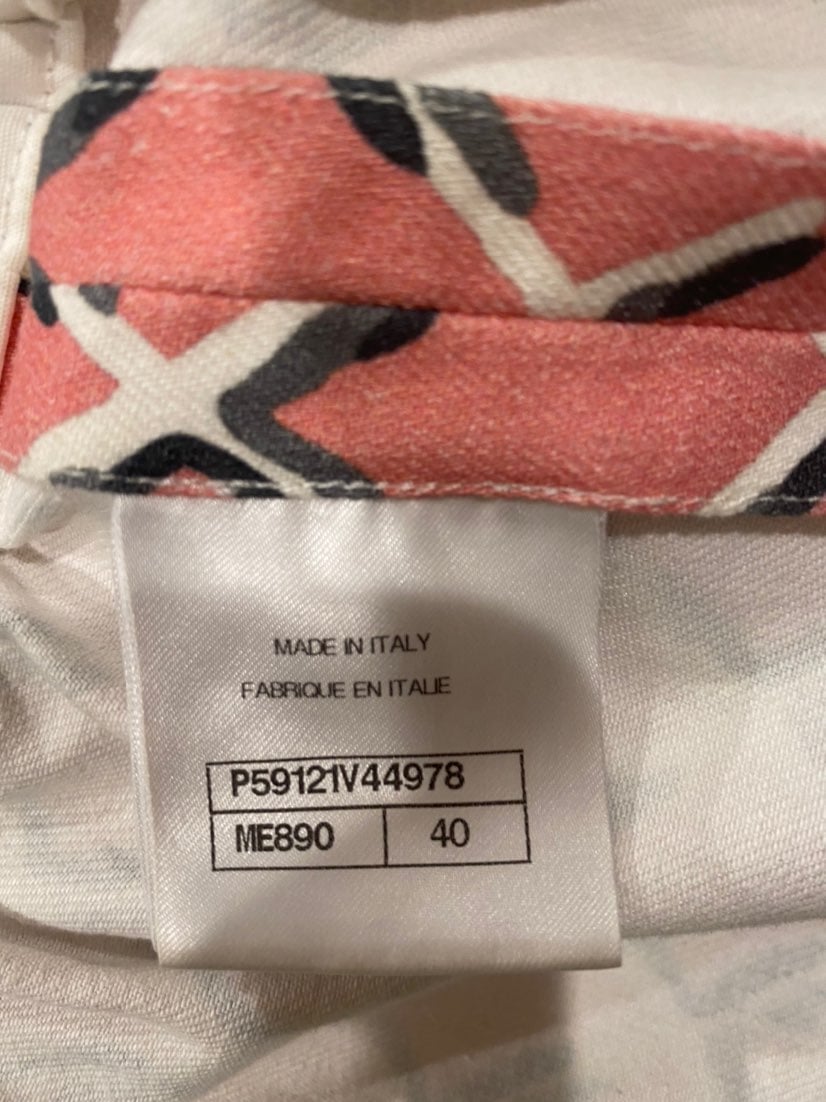 MADE IN ITALY
FABRIQUE EN ITALIE
P59121V44978
ME890 40